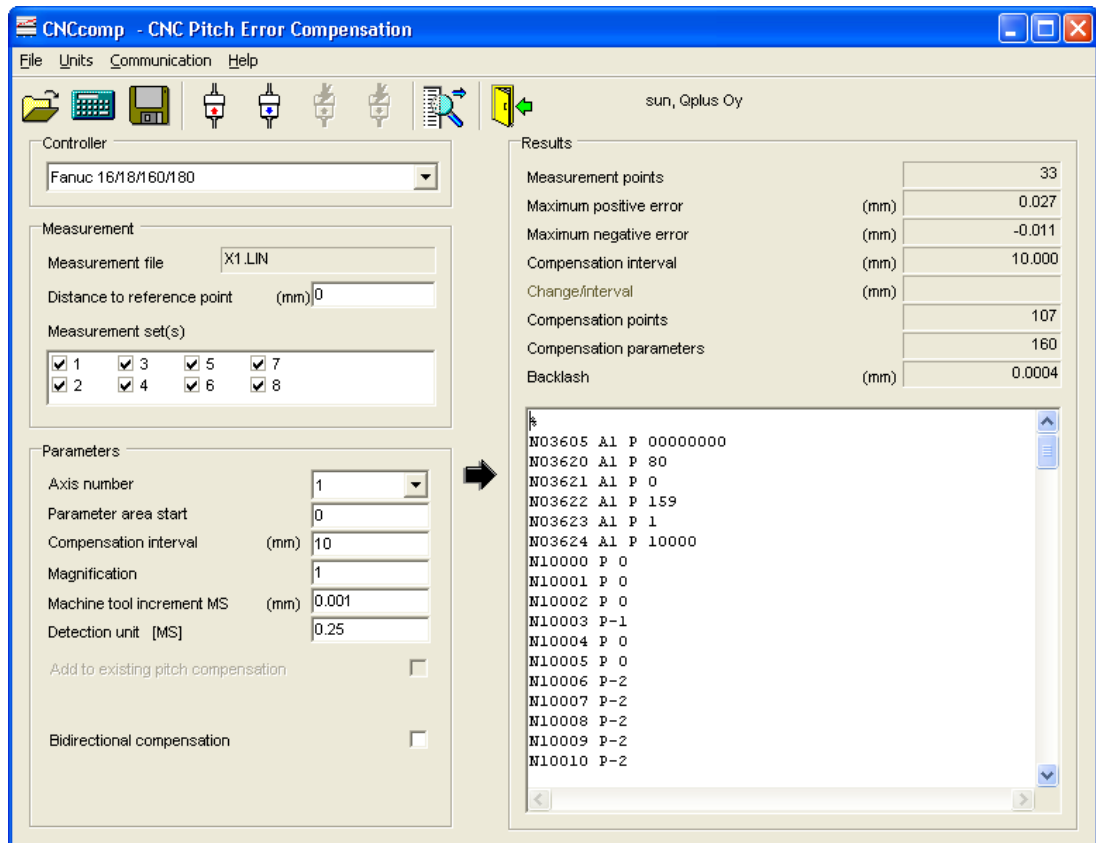 CNCcomp - CNC Pitch Error Compensation
File Units Communication Help
sun, Qplus Oy
Controller
Fanuc 16/18/160/180
Measurement
Measurement file X1.LIN
Distance to reference point (mm) 0
Measurement set(s)
1 3 5 7
2 4 6 8
Parameters
Axis number 1
Parameter area start 0
Compensation interval (mm) 10
Magnification 1
Machine tool increment MS (mm) 0.001
Detection unit [MS] 0.25
Add to existing pitch compensation
Bidirectional compensation
Results
Measurement points 33
Maximum positive error (mm) 0.027
Maximum negative error (mm) -0.011
Compensation interval (mm) 10.000
Change/interval (mm)
Compensation points 107
Compensation parameters 160
Backlash (mm) 0.0004
%
N03605 A1 P 00000000
N03620 A1 P 80
N03621 A1 P 0
N03622 A1 P 159
N03623 A1 P 1
N03624 A1 P 10000
N10000 P 0
N10001 P 0
N10002 P 0
N10003 P-1
N10004 P 0
N10005 P 0
N10006 P-2
N10007 P-2
N10008 P-2
N10009 P-2
N10010 P-2